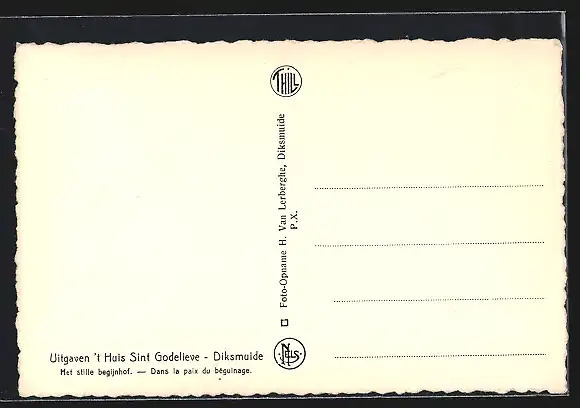 Uitgaven 't Huis Sint Godelieve - Diksmuide
Het stille begijnhof. — Dans la paix du béguinage.
THILL
Foto-Opname H. Van Lerberghe, Diksmuide
P.X.
NELS